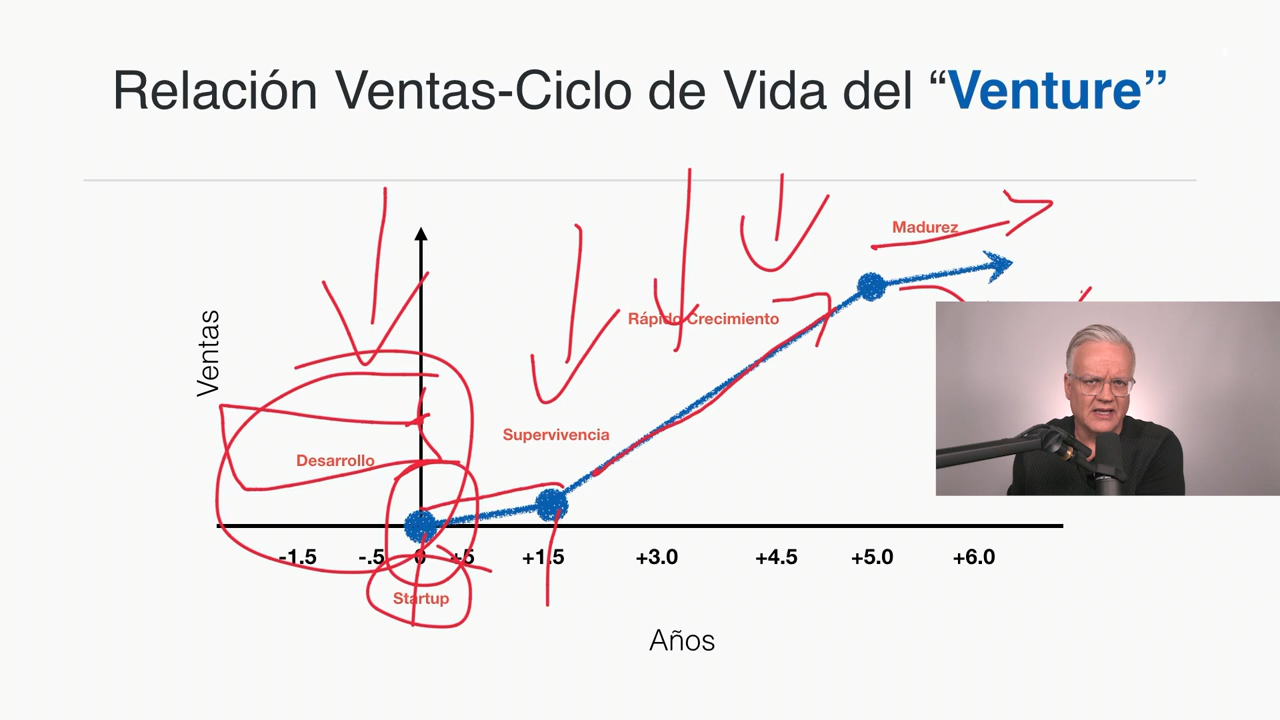 Relación Ventas-Ciclo de Vida del “Venture”
Madurez
Rápido Crecimiento
Ventas
Supervivencia
Desarrollo
-1.5 -.5 0 +5 +1.5 +3.0 +4.5 +5.0 +6.0
Startup
Años